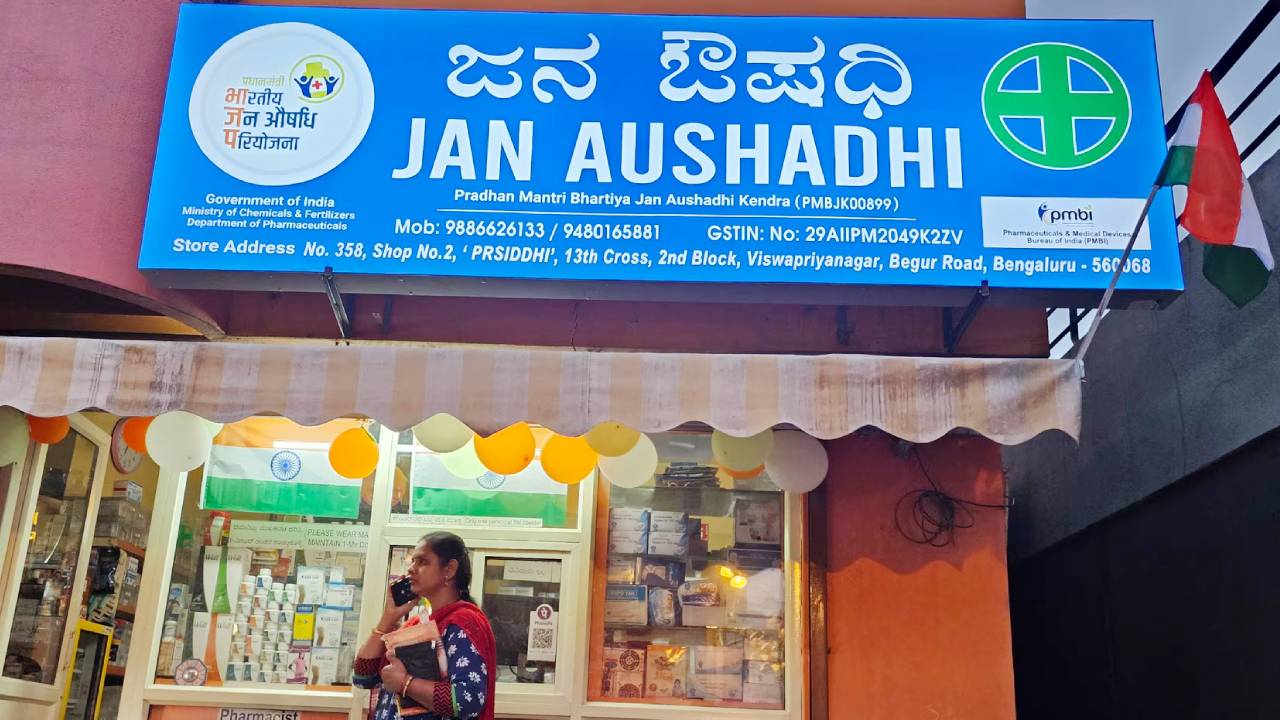 ಜನ ಔಷಧಿ
JAN AUSHADHI
प्रधानमंत्री
भारतीय
जन औषधि
परियोजना
Pradhan Mantri Bhartiya Jan Aushadhi Kendra (PMBJK00899)
Government of India
Ministry of Chemicals & Fertilizers
Department of Pharmaceuticals
Mob: 9886626133 / 9480165881
GSTIN: No: 29AIIPM2049K2ZV
pmbi
Pharmaceuticals & Medical Devices
Bureau of India (PMBI)
Store Address No. 358, Shop No.2, ‘ PRSIDDHI’, 13th Cross, 2nd Block, Viswapriyanagar, Begur Road, Bengaluru - 560068
PLEASE WEAR MA
MAINTAIN 1-M
PhonePe
Pharmacist